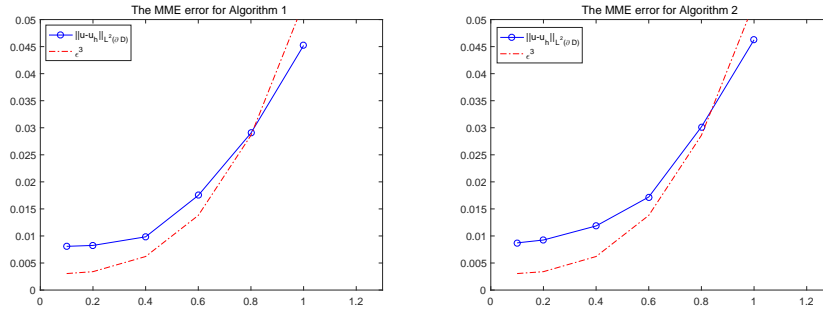 The MME error for Algorithm 1
||u-u_h||_{L^2(∂ D)}
ε^3
0.05
0.045
0.04
0.035
0.03
0.025
0.02
0.015
0.01
0.005
0
0 0.2 0.4 0.6 0.8 1 1.2
The MME error for Algorithm 2
||u-u_h||_{L^2(∂ D)}
ε^3
0.05
0.045
0.04
0.035
0.03
0.025
0.02
0.015
0.01
0.005
0
0 0.2 0.4 0.6 0.8 1 1.2